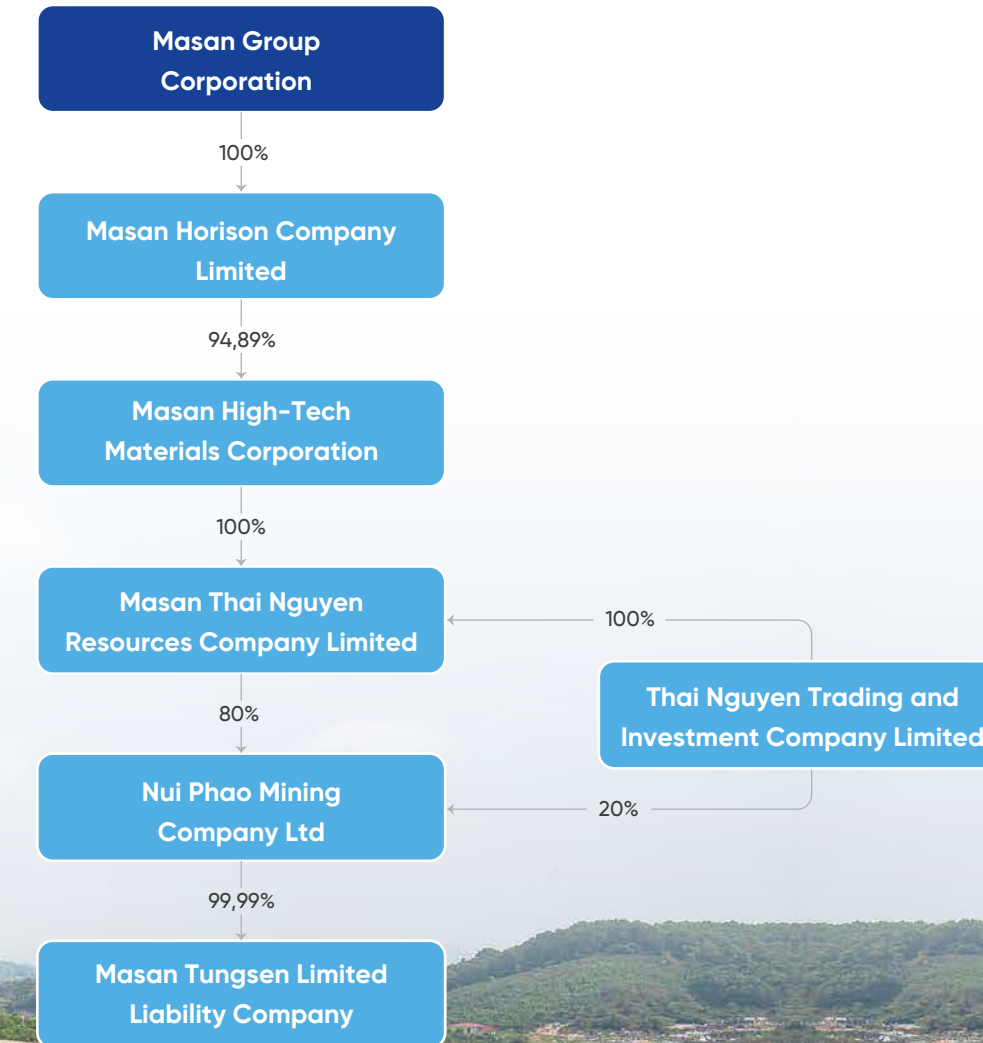 Masan Group
Corporation
100%
Masan Horison Company
Limited
94,89%
Masan High-Tech
Materials Corporation
100%
Masan Thai Nguyen
Resources Company Limited
100%
Thai Nguyen Trading and
Investment Company Limited
80%
20%
Nui Phao Mining
Company Ltd
99,99%
Masan Tungsen Limited
Liability Company